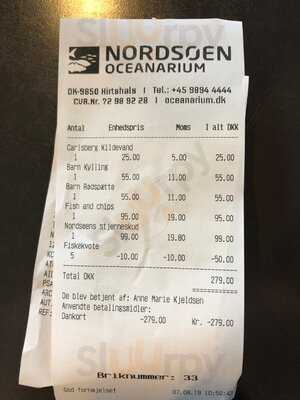 NORDSØEN
OCEANARIUM
DK-9850 Hirtshals | Tel.: +45 9894 4444
CVR.Nr. 72 98 92 28 | oceanarium.dk
Antal Enhedspris Moms I alt DKK
Carlsberg Kildevand
1 25.00 5.00 25.00
Barn Kylling
1 55.00 11.00 55.00
Barn Rødspætte
1 55.00 11.00 55.00
Fish and chips
1 95.00 19.00 95.00
Nordsøens stjerneskud
1 99.00 19.80 99.00
Fiskekvote
5 -10.00 -10.00 -50.00
Total DKK 279.00
De blev betjent af: Anne Marie Kjeldsen
Anvendte betalingsmidler:
Dankort -279.00 Kr. -279.00
Briknummer: 33
God fornøjelse!
Sluurpy
Sluurpy
Sluurpy